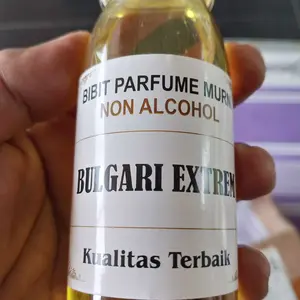 BIBIT PARFUME MURN
NON ALCOHOL
BULGARI EXTREM
Kualitas Terbaik